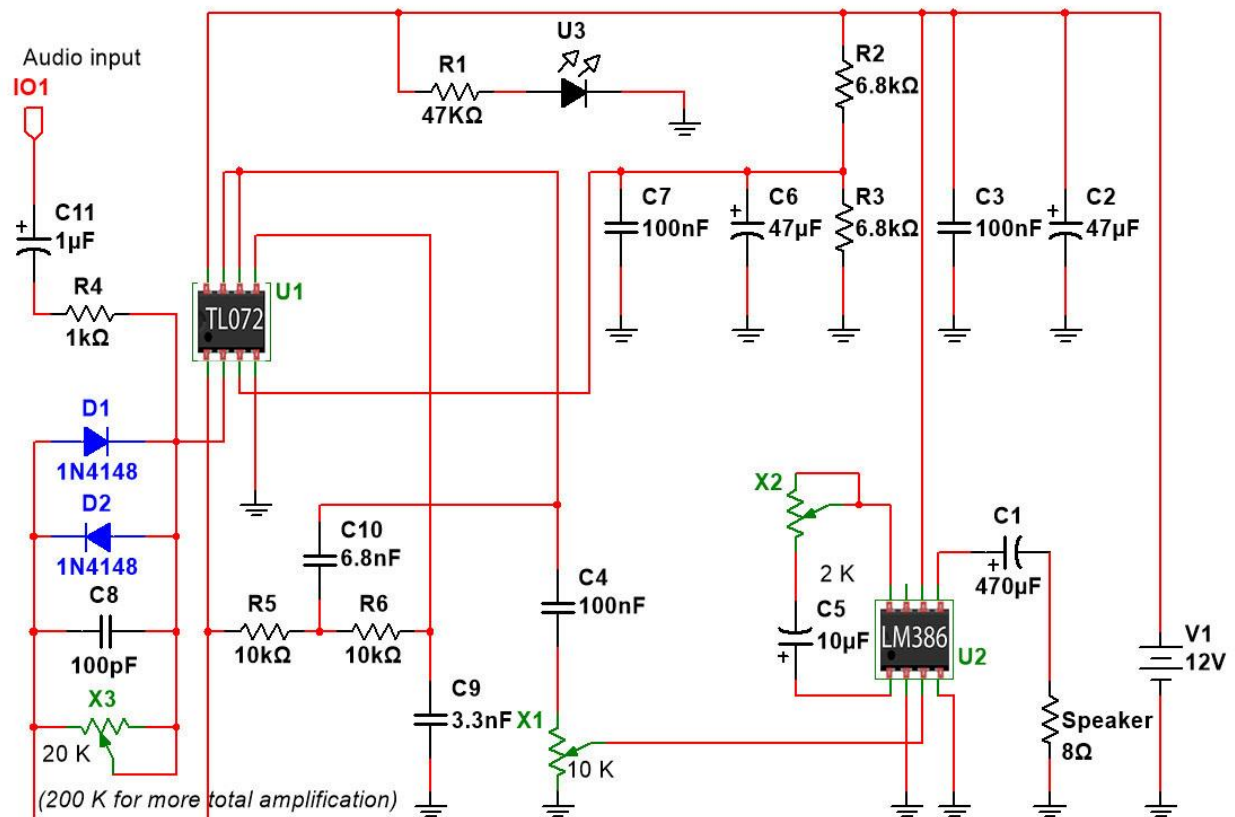 Audio input
IO1
C11
1µF
R4
1kΩ
U1
TL072
R1
47KΩ
U3
R2
6.8kΩ
R3
6.8kΩ
C7
100nF
C6
47µF
C3
100nF
C2
47µF
D1
1N4148
D2
1N4148
C8
100pF
X3
20 K
(200 K for more total amplification)
C10
6.8nF
R5
10kΩ
R6
10kΩ
C9
3.3nF
C4
100nF
X1
10 K
X2
2 K
C5
10µF
LM386
U2
C1
470µF
Speaker
8Ω
V1
12V